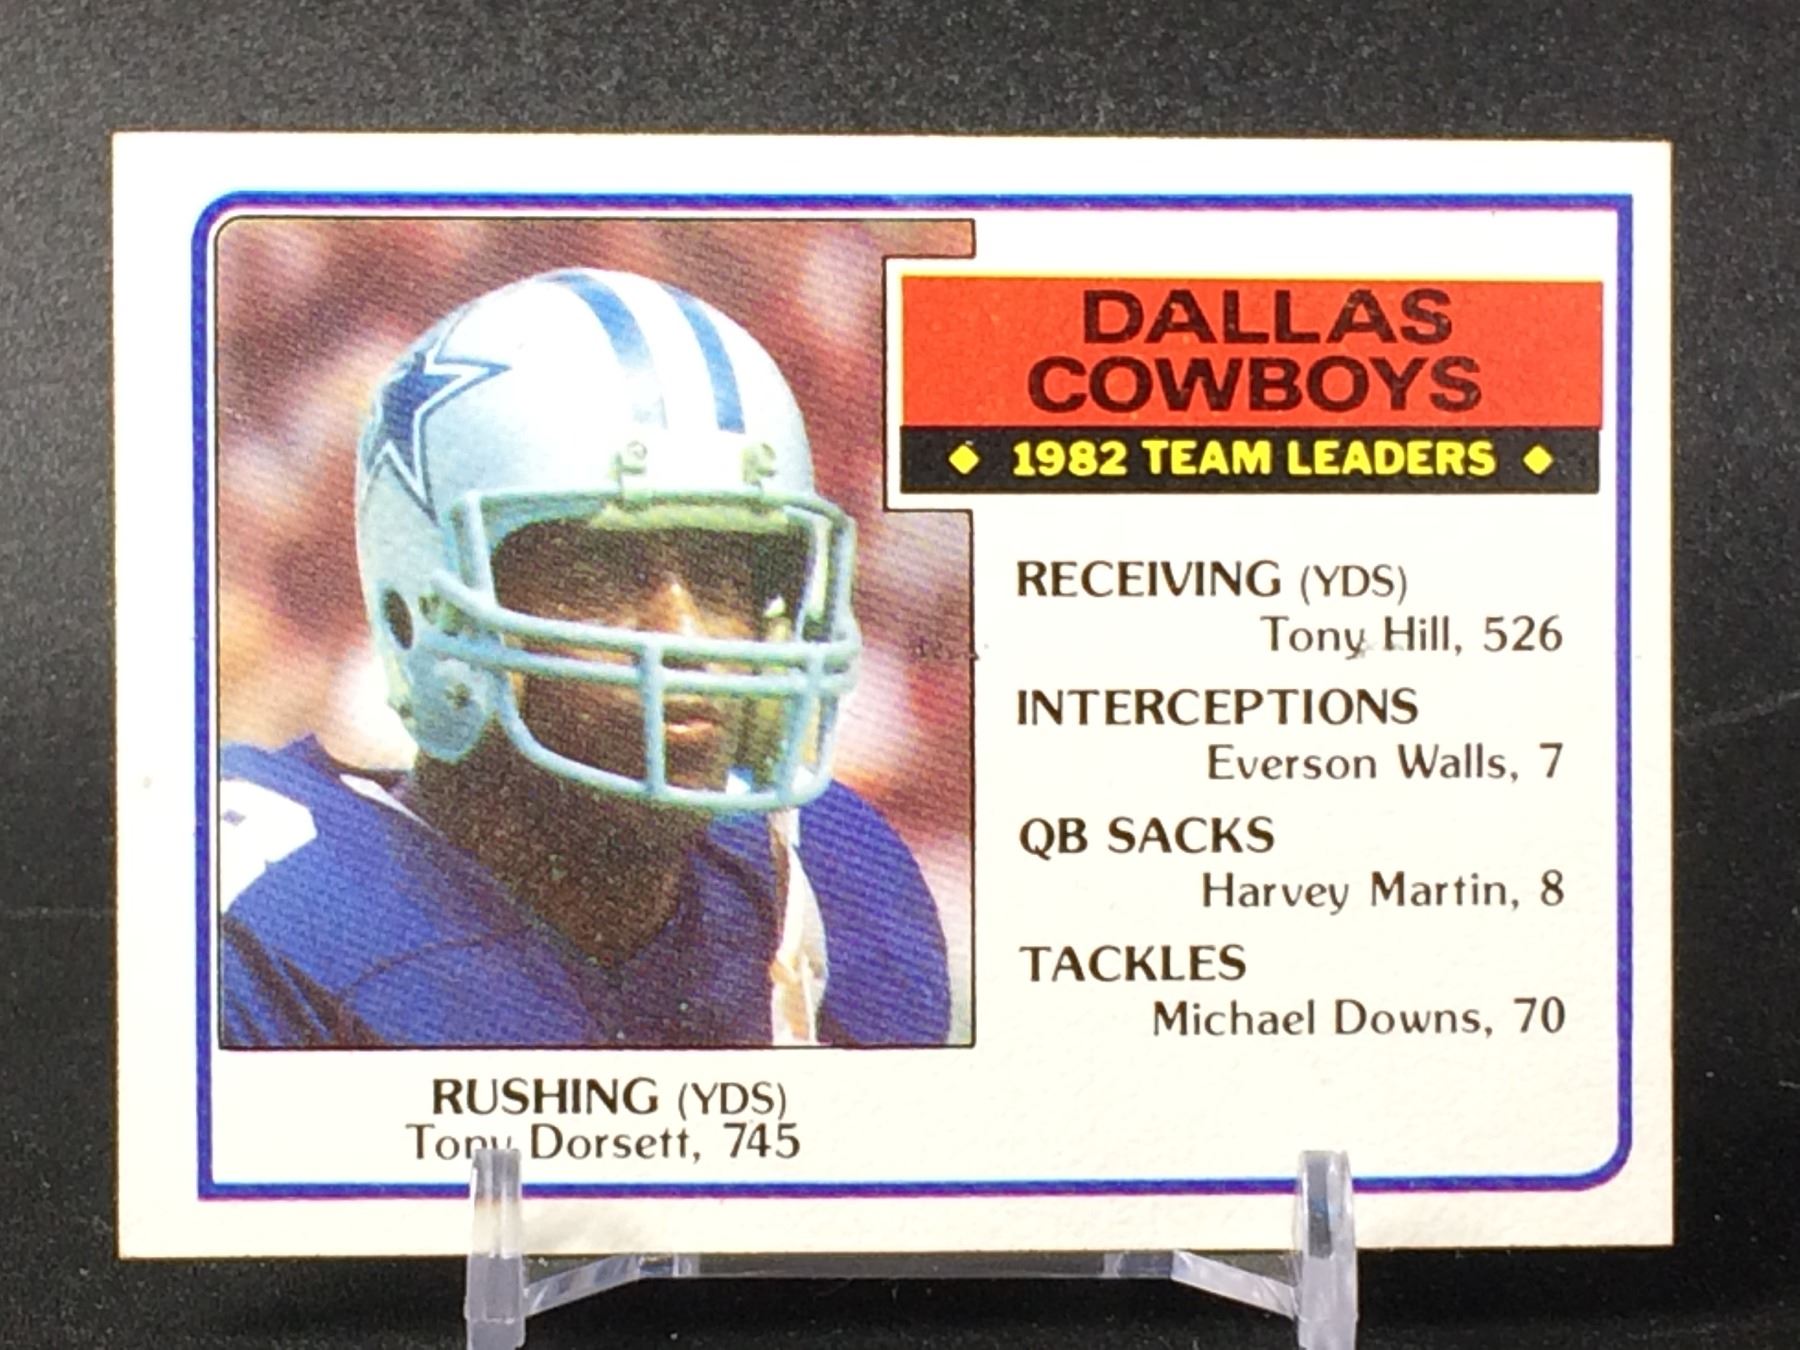 DALLAS
COWBOYS
1982 TEAM LEADERS
RECEIVING (YDS)
Tony Hill, 526
INTERCEPTIONS
Everson Walls, 7
QB SACKS
Harvey Martin, 8
TACKLES
Michael Downs, 70
RUSHING (YDS)
Tony Dorsett, 745